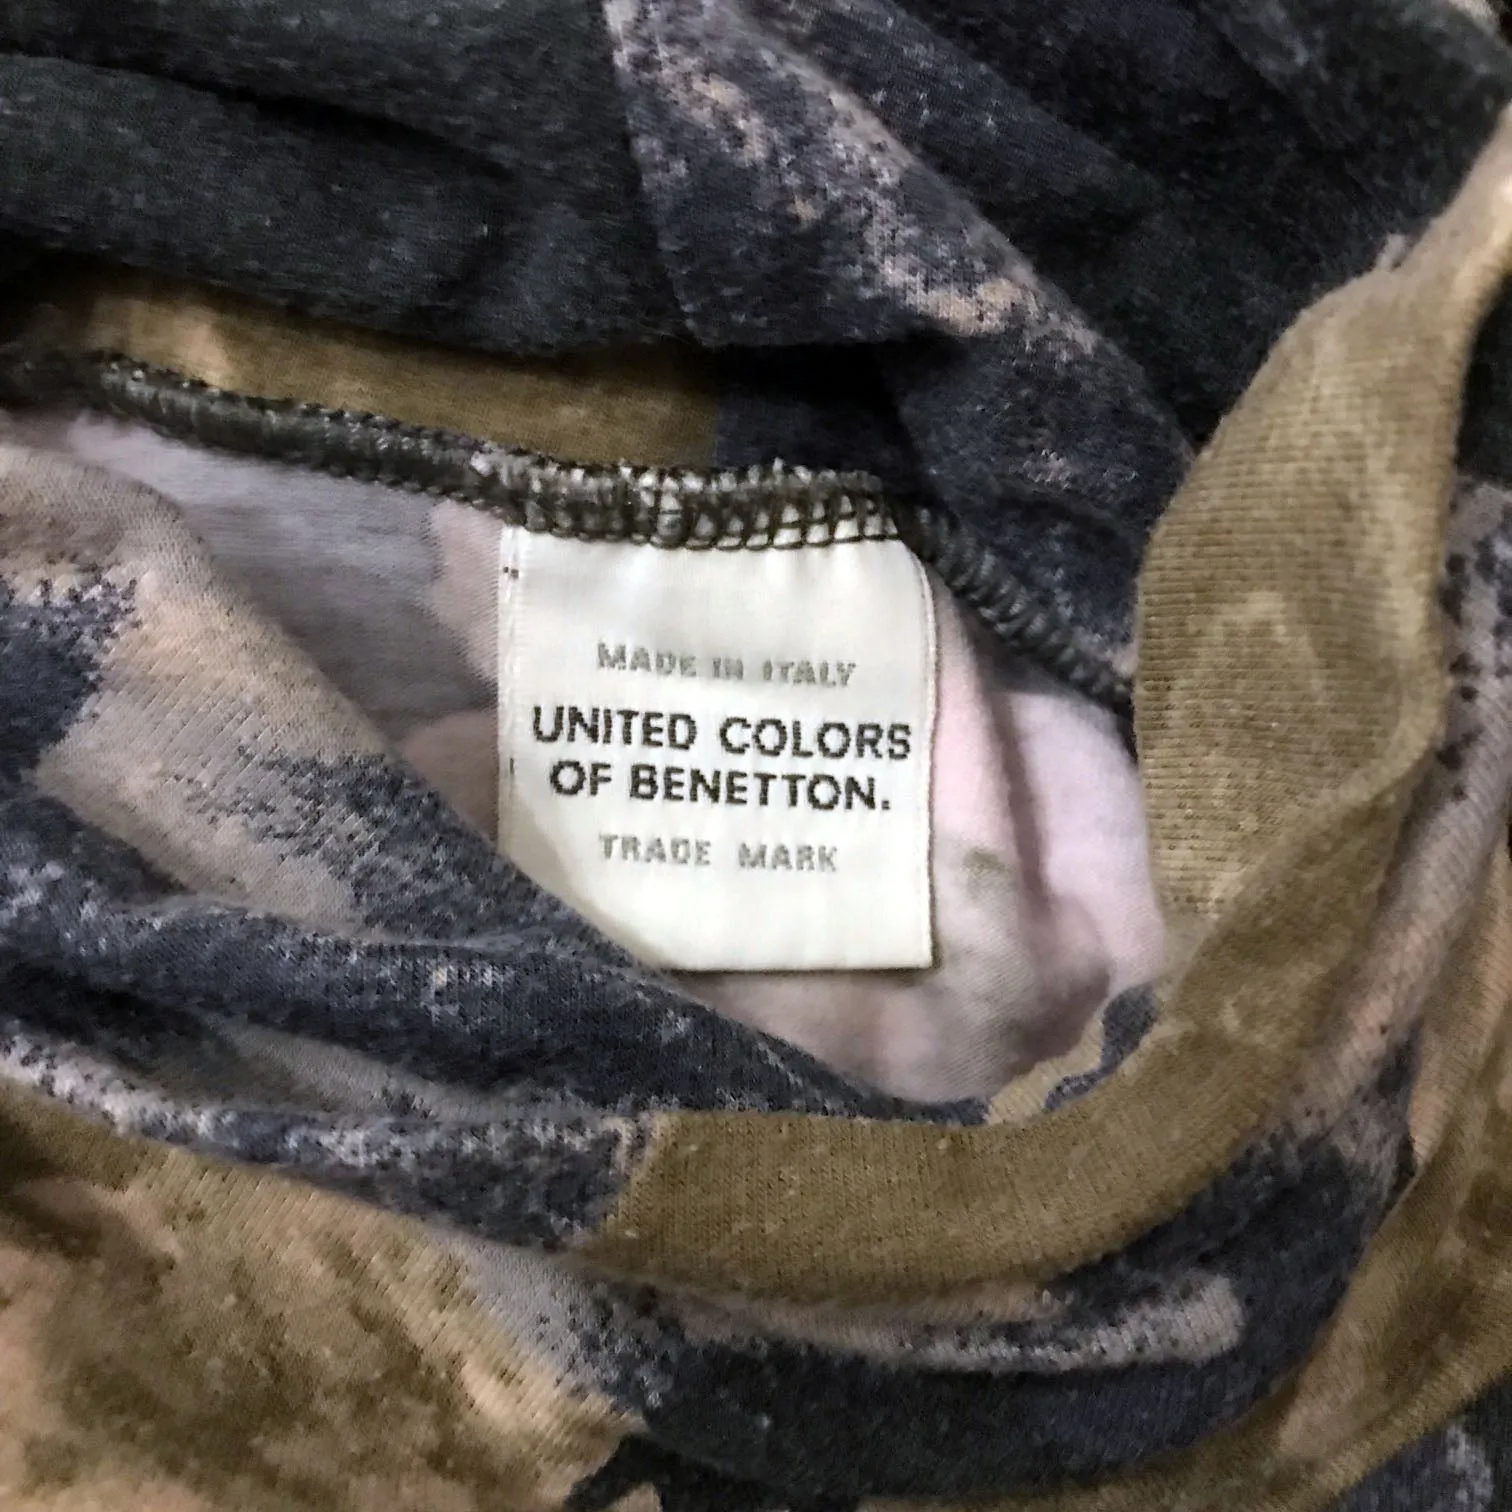 MADE IN ITALY
UNITED COLORS
OF BENETTON.
TRADE MARK